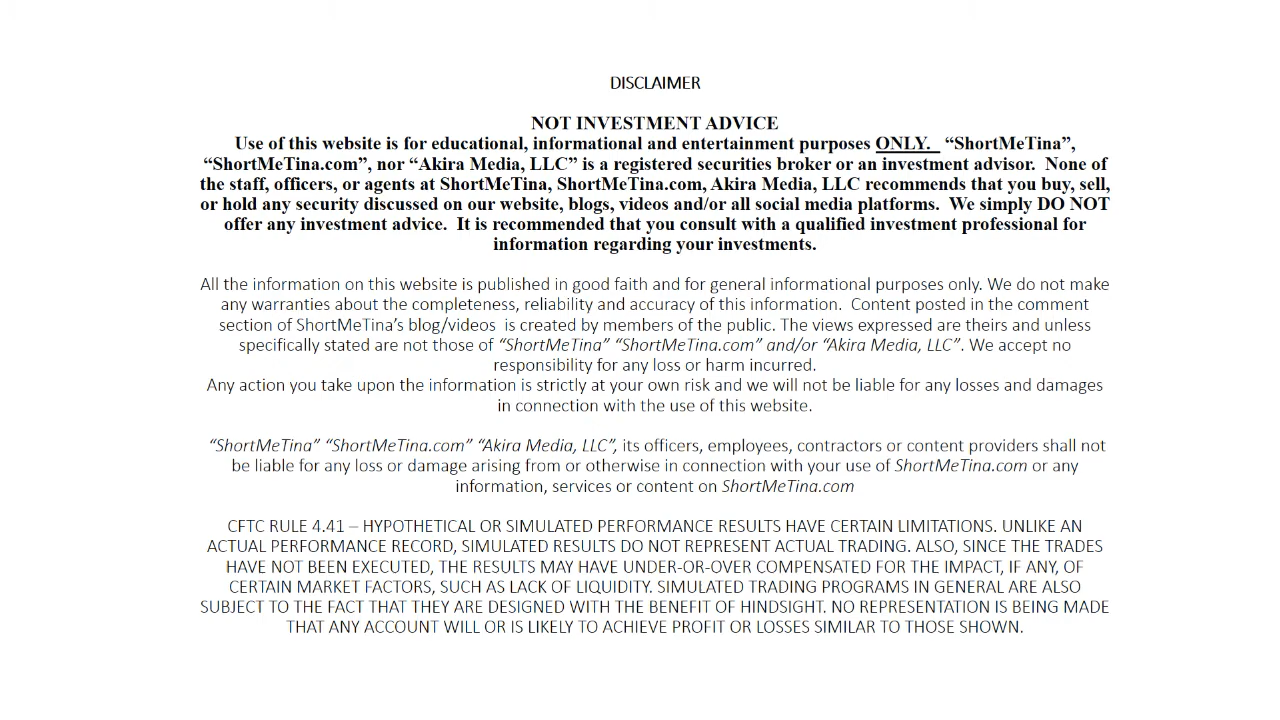 DISCLAIMER
NOT INVESTMENT ADVICE
Use of this website is for educational, informational and entertainment purposes ONLY. “ShortMeTina”,
“ShortMeTina.com”, nor “Akira Media, LLC” is a registered securities broker or an investment advisor. None of
the staff, officers, or agents at ShortMeTina, ShortMeTina.com, Akira Media, LLC recommends that you buy, sell,
or hold any security discussed on our website, blogs, videos and/or all social media platforms. We simply DO NOT
offer any investment advice. It is recommended that you consult with a qualified investment professional for
information regarding your investments.
All the information on this website is published in good faith and for general informational purposes only. We do not make
any warranties about the completeness, reliability and accuracy of this information. Content posted in the comment
section of ShortMeTina’s blog/videos is created by members of the public. The views expressed are theirs and unless
specifically stated are not those of “ShortMeTina” “ShortMeTina.com” and/or “Akira Media, LLC”. We accept no
responsibility for any loss or harm incurred.
Any action you take upon the information is strictly at your own risk and we will not be liable for any losses and damages
in connection with the use of this website.
“ShortMeTina” “ShortMeTina.com” “Akira Media, LLC”, its officers, employees, contractors or content providers shall not
be liable for any loss or damage arising from or otherwise in connection with your use of ShortMeTina.com or any
information, services or content on ShortMeTina.com
CFTC RULE 4.41 – HYPOTHETICAL OR SIMULATED PERFORMANCE RESULTS HAVE CERTAIN LIMITATIONS. UNLIKE AN
ACTUAL PERFORMANCE RECORD, SIMULATED RESULTS DO NOT REPRESENT ACTUAL TRADING. ALSO, SINCE THE TRADES
HAVE NOT BEEN EXECUTED, THE RESULTS MAY HAVE UNDER-OR-OVER COMPENSATED FOR THE IMPACT, IF ANY, OF
CERTAIN MARKET FACTORS, SUCH AS LACK OF LIQUIDITY. SIMULATED TRADING PROGRAMS IN GENERAL ARE ALSO
SUBJECT TO THE FACT THAT THEY ARE DESIGNED WITH THE BENEFIT OF HINDSIGHT. NO REPRESENTATION IS BEING MADE
THAT ANY ACCOUNT WILL OR IS LIKELY TO ACHIEVE PROFIT OR LOSSES SIMILAR TO THOSE SHOWN.